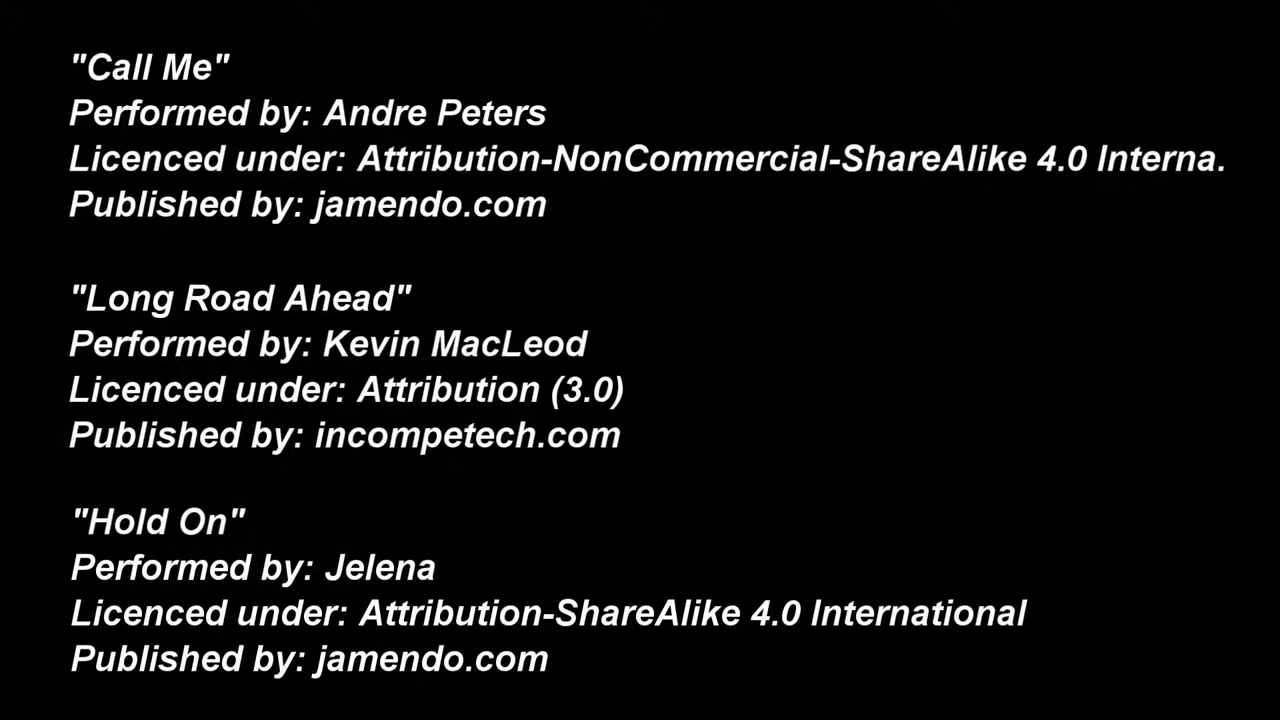 "Call Me"
Performed by: Andre Peters
Licenced under: Attribution-NonCommercial-ShareAlike 4.0 Interna.
Published by: jamendo.com
"Long Road Ahead"
Performed by: Kevin MacLeod
Licenced under: Attribution (3.0)
Published by: incompetech.com
"Hold On"
Performed by: Jelena
Licenced under: Attribution-ShareAlike 4.0 International
Published by: jamendo.com